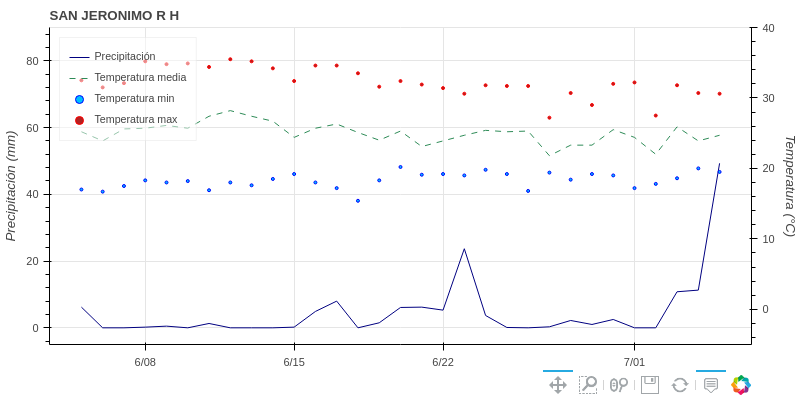 SAN JERONIMO R H
Precipitación
Temperatura media
Temperatura min
Temperatura max
80
60
40
20
0
Precipitación (mm)
40
30
20
10
0
Temperatura (°C)
6/08
6/15
6/22
7/01